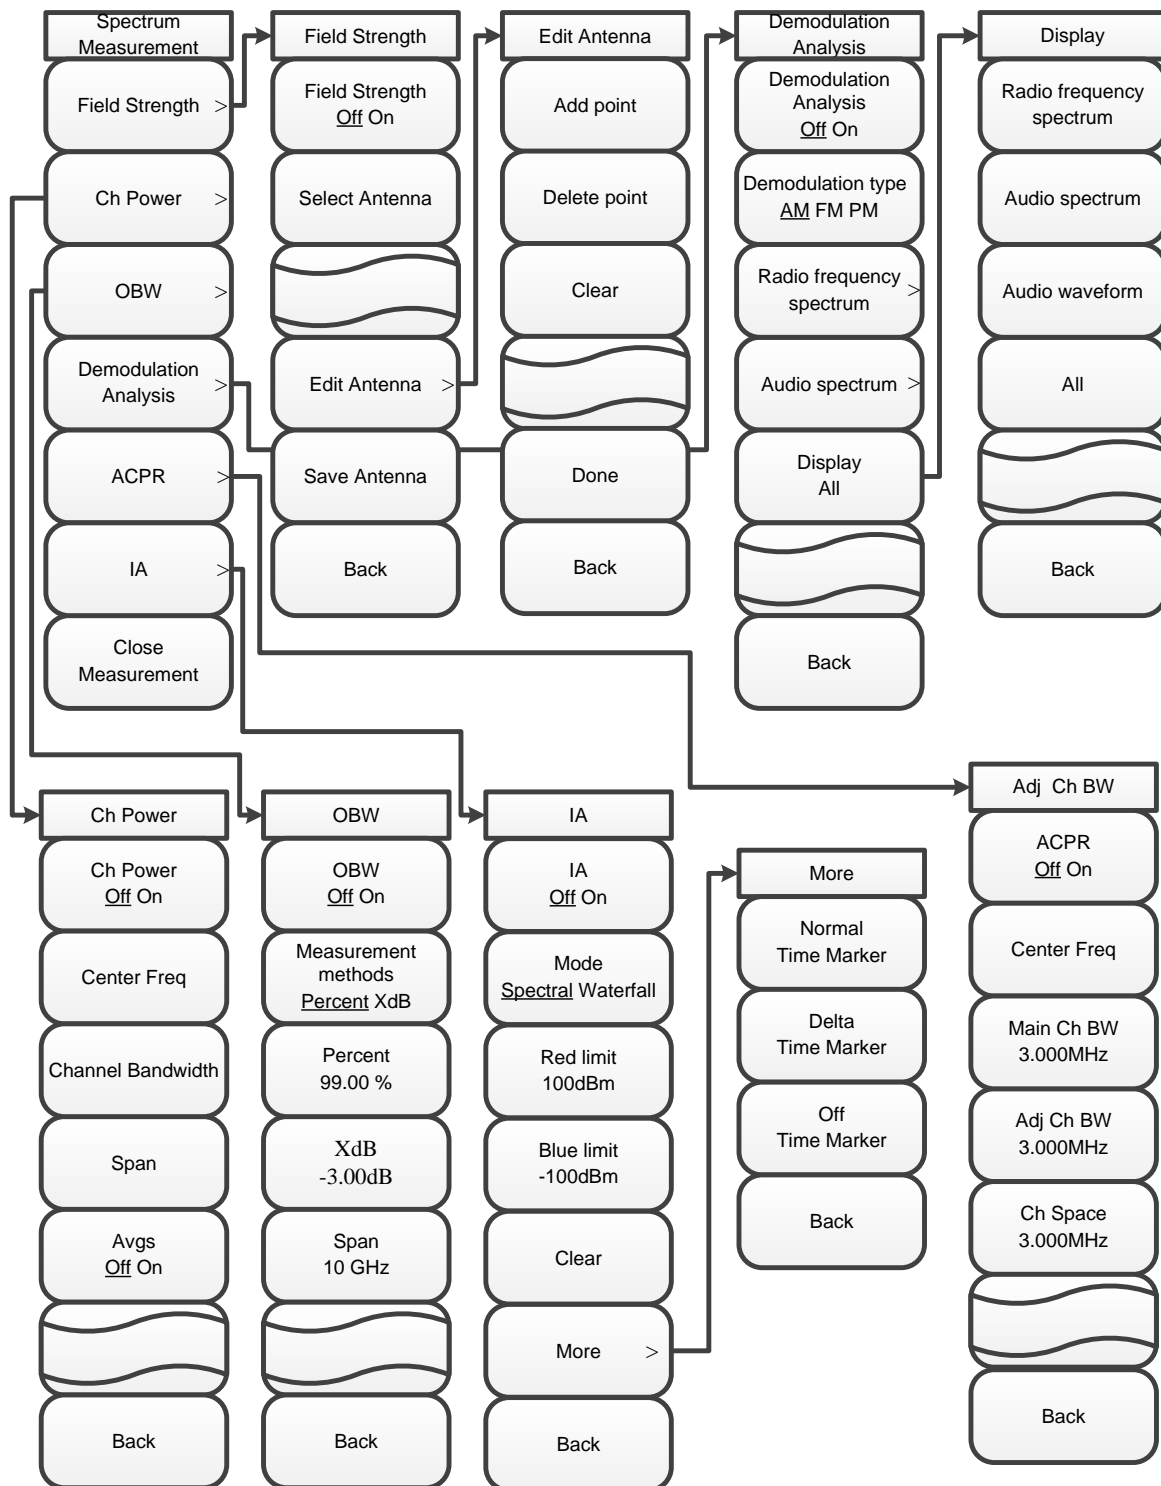 Spectrum
Measurement
Field Strength >
Ch Power >
OBW >
Demodulation
Analysis >
ACPR >
IA >
Close
Measurement
Field Strength
Field Strength
Off On
Select Antenna
Edit Antenna >
Save Antenna
Back
Edit Antenna
Add point
Delete point
Clear
Done
Back
Demodulation
Analysis
Demodulation
Analysis
Off On
Demodulation type
AM FM PM
Radio frequency
spectrum >
Audio spectrum >
Display
All >
Back
Display
Radio frequency
spectrum
Audio spectrum
Audio waveform
All
Back
Ch Power
Ch Power
Off On
Center Freq
Channel Bandwidth
Span
Avgs
Off On
Back
OBW
OBW
Off On
Measurement
methods
Percent XdB
Percent
99.00 %
XdB
-3.00dB
Span
10 GHz
Back
IA
IA
Off On
Mode
Spectral Waterfall
Red limit
100dBm
Blue limit
-100dBm
Clear
More >
Back
More
Normal
Time Marker
Delta
Time Marker
Off
Time Marker
Back
Adj Ch BW
ACPR
Off On
Center Freq
Main Ch BW
3.000MHz
Adj Ch BW
3.000MHz
Ch Space
3.000MHz
Back